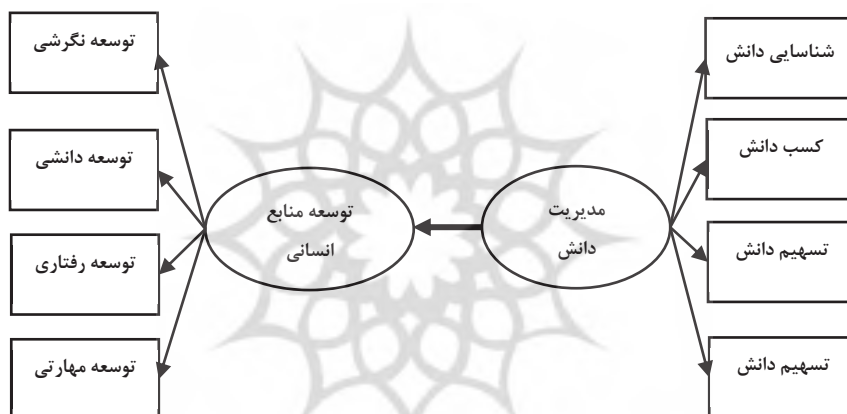 شناسایی دانش
کسب دانش
تسهیم دانش
تسهیم دانش
مدیریت
دانش
توسعه منابع
انسانی
توسعه نگرشی
توسعه دانشی
توسعه رفتاری
توسعه مهارتی